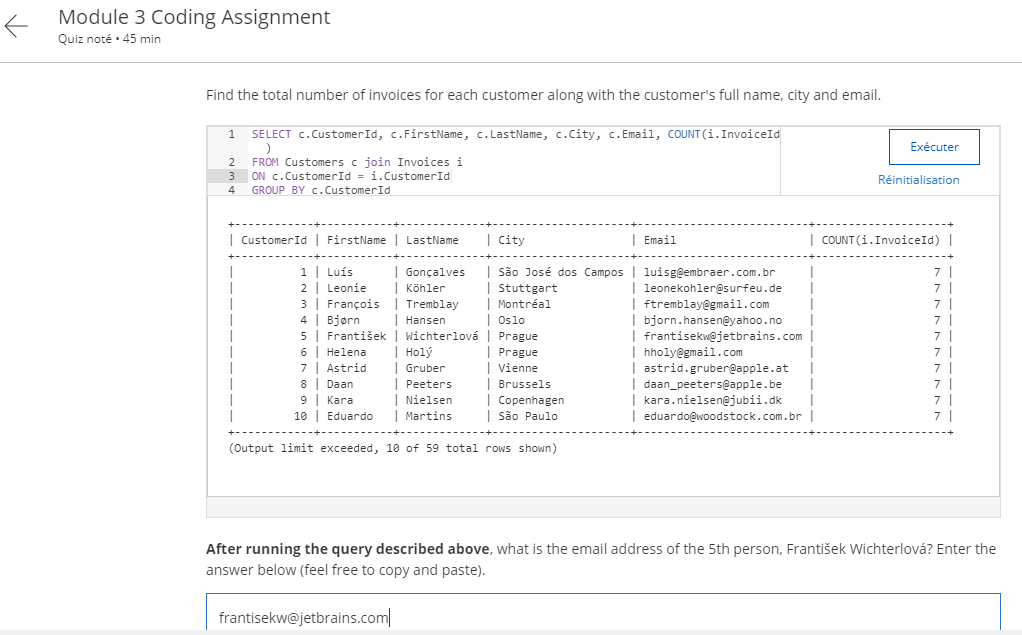 Module 3 Coding Assignment
Quiz noté • 45 min
Find the total number of invoices for each customer along with the customer's full name, city and email.
1 SELECT c.CustomerId, c.FirstName, c.LastName, c.City, c.Email, COUNT(i.InvoiceId
)
2 FROM Customers c join Invoices i
3 ON c.CustomerId = i.CustomerId
4 GROUP BY c.CustomerId
Exécuter
Réinitialisation
+------------+-----------+-------------+---------------------+--------------------------+--------------------+
| CustomerId | FirstName | LastName    | City                | Email                    | COUNT(i.InvoiceId) |
+------------+-----------+-------------+---------------------+--------------------------+--------------------+
|          1 | Luís      | Gonçalves   | São José dos Campos | luisg@embraer.com.br     |                  7 |
|          2 | Leonie    | Köhler      | Stuttgart           | leonekohler@surfeu.de    |                  7 |
|          3 | François  | Tremblay    | Montréal            | ftremblay@gmail.com      |                  7 |
|          4 | Bjørn     | Hansen      | Oslo                | bjorn.hansen@yahoo.no    |                  7 |
|          5 | František | Wichterlová | Prague              | frantisekw@jetbrains.com |                  7 |
|          6 | Helena    | Holý        | Prague              | hholy@gmail.com          |                  7 |
|          7 | Astrid    | Gruber      | Vienne              | astrid.gruber@apple.at   |                  7 |
|          8 | Daan      | Peeters     | Brussels            | daan_peeters@apple.be    |                  7 |
|          9 | Kara      | Nielsen     | Copenhagen          | kara.nielsen@jubii.dk    |                  7 |
|         10 | Eduardo   | Martins     | São Paulo           | eduardo@woodstock.com.br |                  7 |
+------------+-----------+-------------+---------------------+--------------------------+--------------------+
(Output limit exceeded, 10 of 59 total rows shown)
After running the query described above, what is the email address of the 5th person, František Wichterlová? Enter the
answer below (feel free to copy and paste).
frantisekw@jetbrains.com